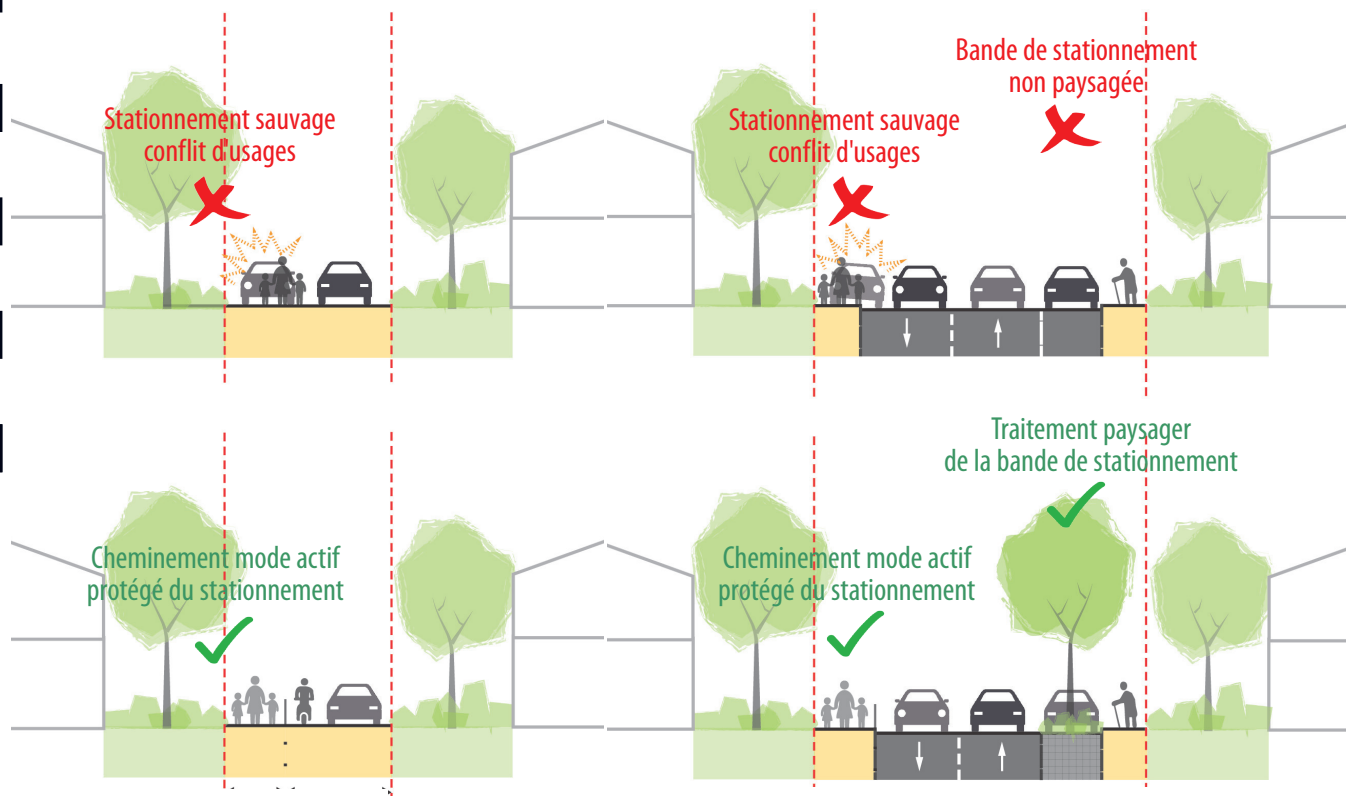 Stationnement sauvage
conflit d'usages
Stationnement sauvage
conflit d'usages
Bande de stationnement
non paysagée
Cheminement mode actif
protégé du stationnement
Cheminement mode actif
protégé du stationnement
Traitement paysager
de la bande de stationnement